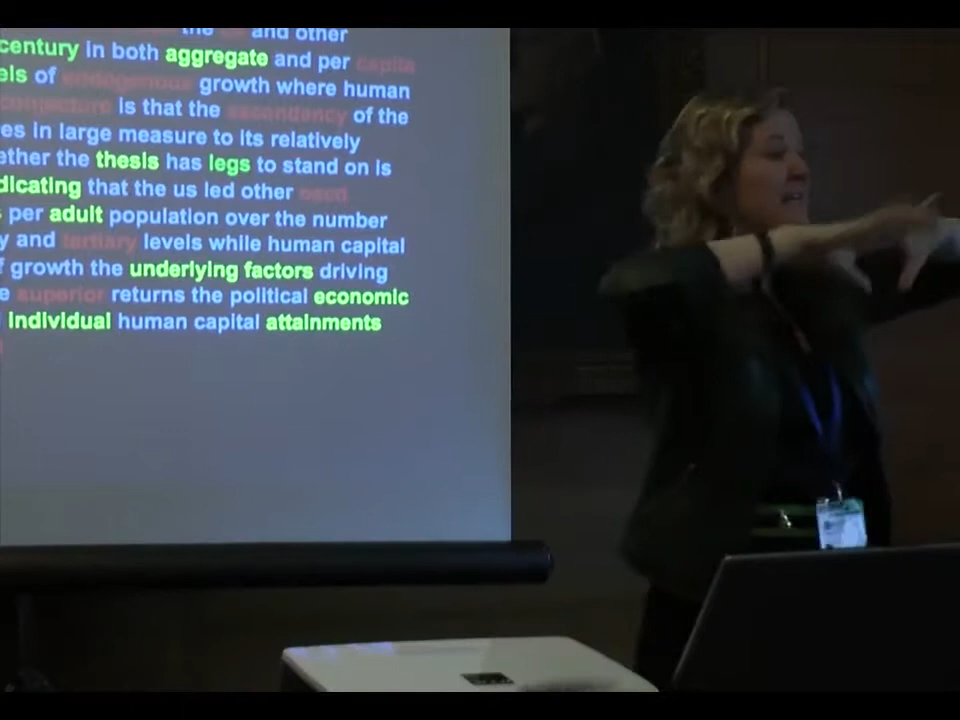 the and other
century in both aggregate and per capita
els of endogenous growth where human
conjecture is that the ascendancy of the
es in large measure to its relatively
ether the thesis has legs to stand on is
dicating that the us led other
per adult population over the number
y and tertiary levels while human capital
f growth the underlying factors driving
e superior returns the political economic
individual human capital attainments